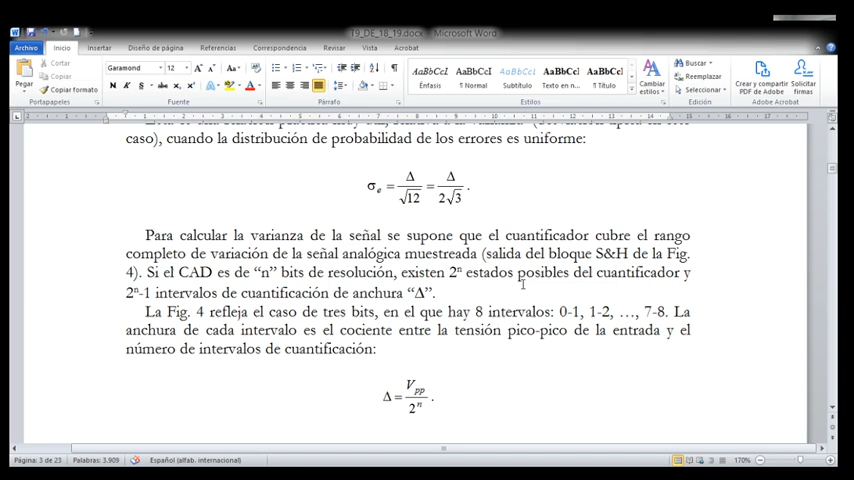 T9_DE_18_19.docx - Microsoft Word
Archivo Inicio Insertar Diseño de página Referencias Correspondencia Revisar Vista Acrobat
Cortar
Copiar
Copiar formato
Pegar
Portapapeles
Garamond 12
Fuente
Párrafo
AaBbCcl AaBbCcI AaBbCcl AaBbCcl AaBbCcl
Énfasis ¶ Normal Subtítulo Texto en n... ¶ Título
Cambiar estilos
Estilos
Buscar
Reemplazar
Seleccionar
Edición
Crear y compartir Adobe PDF
Solicitar firmas
Adobe Acrobat
caso), cuando la distribución de probabilidad de los errores es uniforme:
σe = Δ/√12 = Δ/2√3 .
Para calcular la varianza de la señal se supone que el cuantificador cubre el rango
completo de variación de la señal analógica muestreada (salida del bloque S&H de la Fig.
4). Si el CAD es de “n” bits de resolución, existen 2ⁿ estados posibles del cuantificador y
2ⁿ-1 intervalos de cuantificación de anchura “Δ”.
La Fig. 4 refleja el caso de tres bits, en el que hay 8 intervalos: 0-1, 1-2, …, 7-8. La
anchura de cada intervalo es el cociente entre la tensión pico-pico de la entrada y el
número de intervalos de cuantificación:
Δ = Vpp/2ⁿ .
Página: 3 de 23 Palabras: 3.909 Español (alfab. internacional) 170%